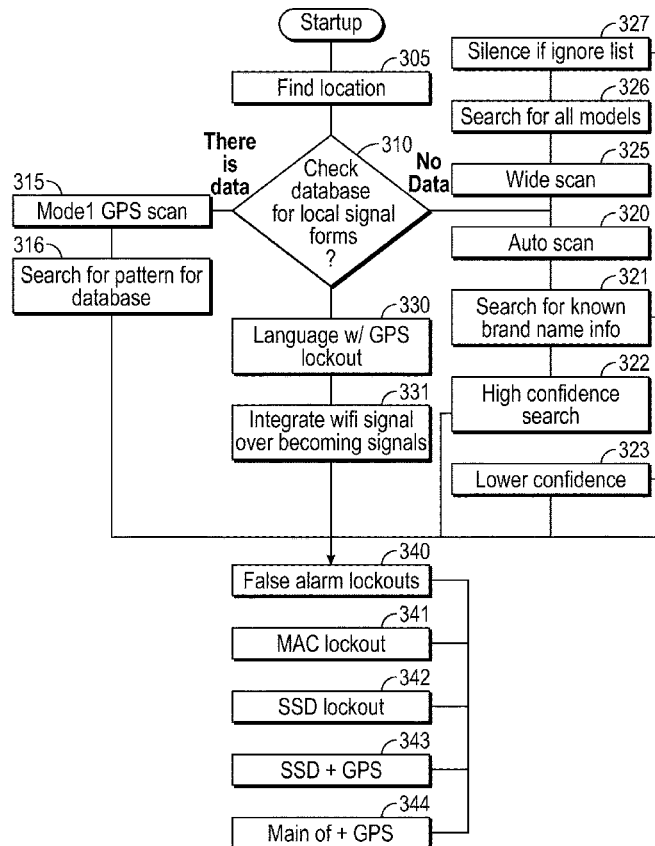 Startup
305
Find location
310
There
is
data
Check
database
for local signal
forms
?
No
Data
315
Mode1 GPS scan
316
Search for pattern for
database
327
Silence if ignore list
326
Search for all models
325
Wide scan
320
Auto scan
321
Search for known
brand name info
322
High confidence
search
323
Lower confidence
330
Language w/ GPS
lockout
331
Integrate wifi signal
over becoming signals
340
False alarm lockouts
341
MAC lockout
342
SSD lockout
343
SSD + GPS
344
Main of + GPS